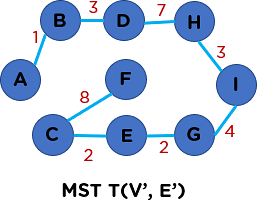 B 3 D 7 H
1 3
A F I
8
C 2 E 2 G 4
MST T(V’, E’)